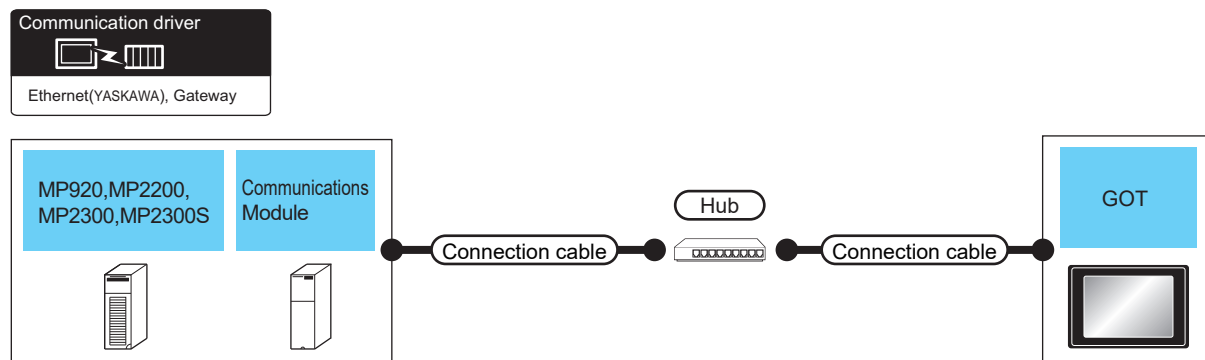 Communication driver
Ethernet(YASKAWA), Gateway
MP920,MP2200,
MP2300,MP2300S
Communications
Module
Connection cable
Hub
Connection cable
GOT